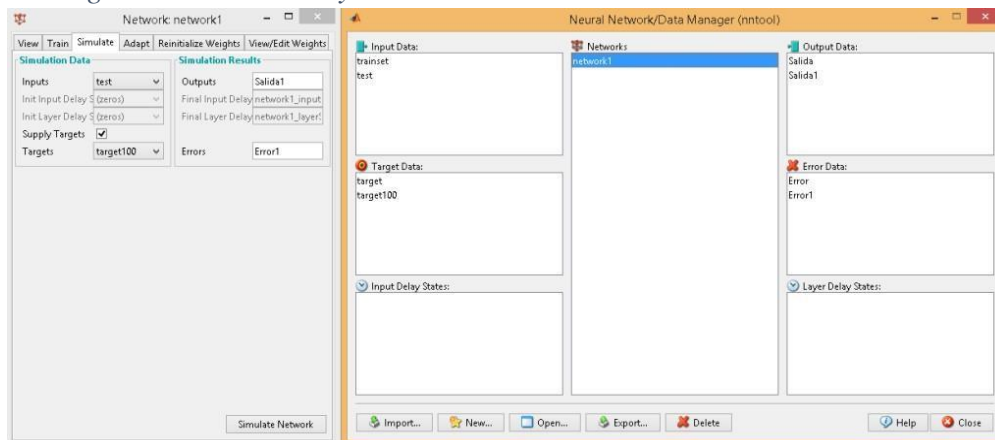 Network: network1
View Train Simulate Adapt Reinitialize Weights View/Edit Weights
Simulation Data
Inputs test
Init Input Delay S (zeros)
Init Layer Delay S (zeros)
Supply Targets
Targets target100
Simulation Results
Outputs Salida1
Final Input Delay network1_input
Final Layer Delay network1_layer
Errors Error1
Simulate Network
Neural Network/Data Manager (nntool)
Input Data:
trainset
test
Target Data:
target
target100
Input Delay States:
Networks
network1
Output Data:
Salida
Salida1
Error Data:
Error
Error1
Layer Delay States:
Import... New... Open... Export... Delete Help Close